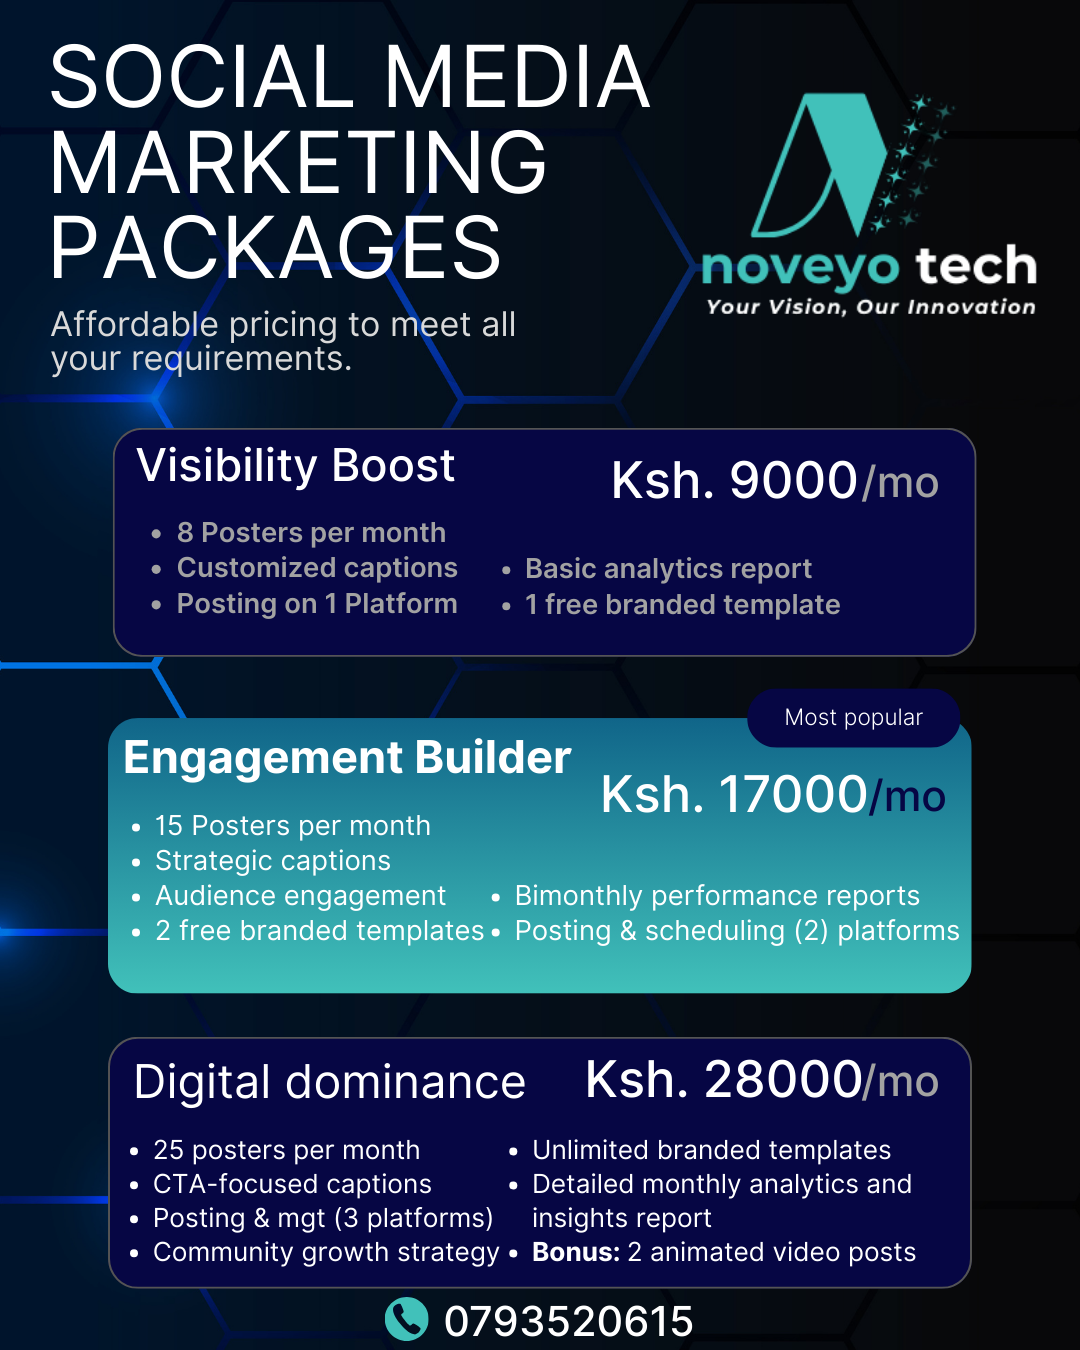 SOCIAL MEDIA
MARKETING
PACKAGES
Affordable pricing to meet all
your requirements.
noveyo tech
Your Vision, Our Innovation
Visibility Boost
Ksh. 9000/mo
• 8 Posters per month
• Customized captions
• Posting on 1 Platform
• Basic analytics report
• 1 free branded template
Most popular
Engagement Builder
Ksh. 17000/mo
• 15 Posters per month
• Strategic captions
• Audience engagement
• 2 free branded templates
• Bimonthly performance reports
• Posting & scheduling (2) platforms
Digital dominance
Ksh. 28000/mo
• 25 posters per month
• CTA-focused captions
• Posting & mgt (3 platforms)
• Community growth strategy
• Unlimited branded templates
• Detailed monthly analytics and
insights report
• Bonus: 2 animated video posts
0793520615